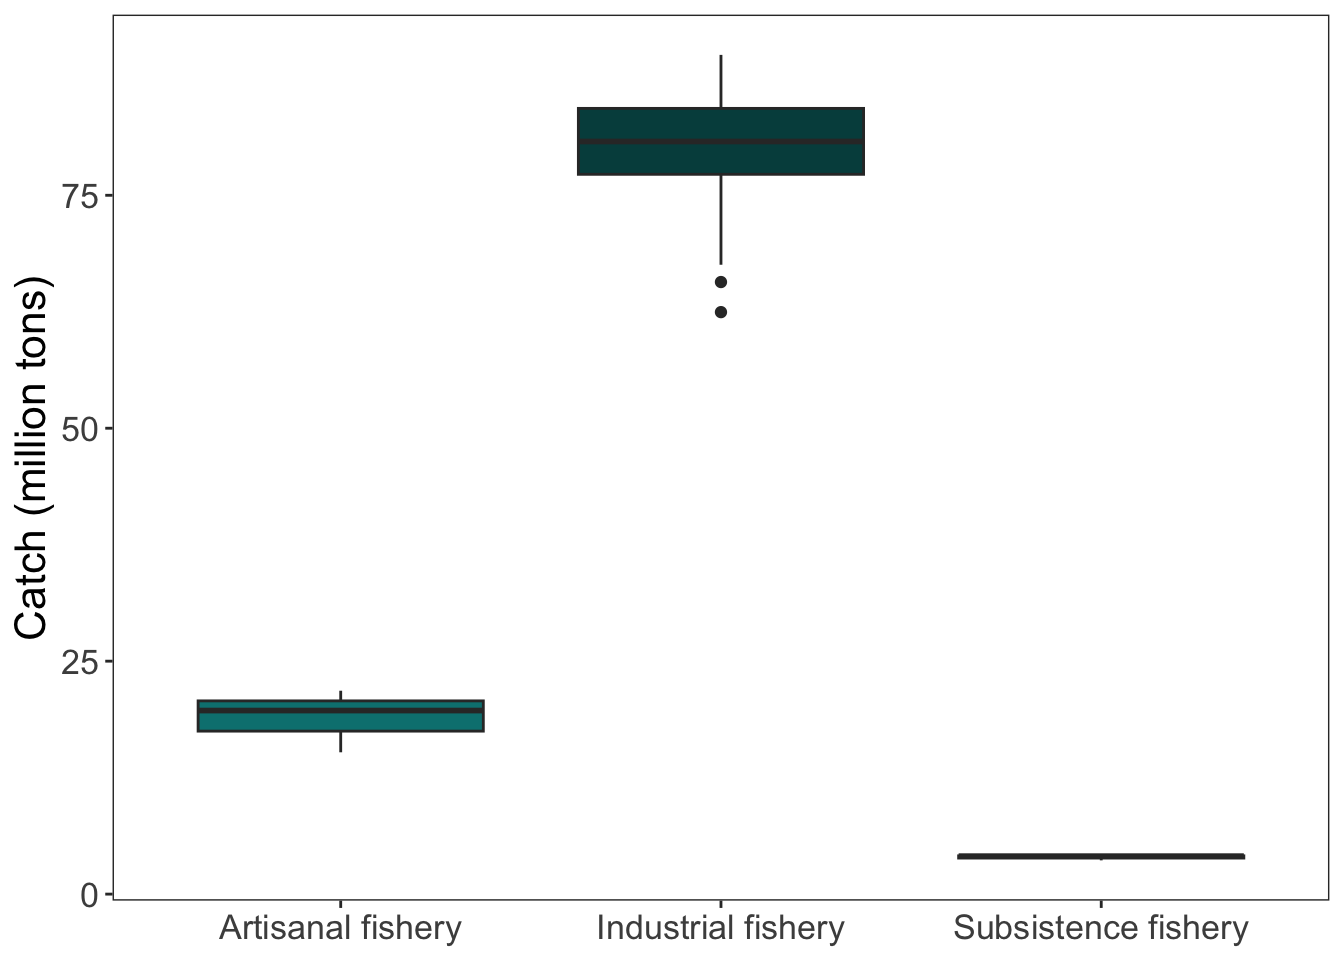 Catch (million tons)
75
50
25
0
Artisanal fishery
Industrial fishery
Subsistence fishery